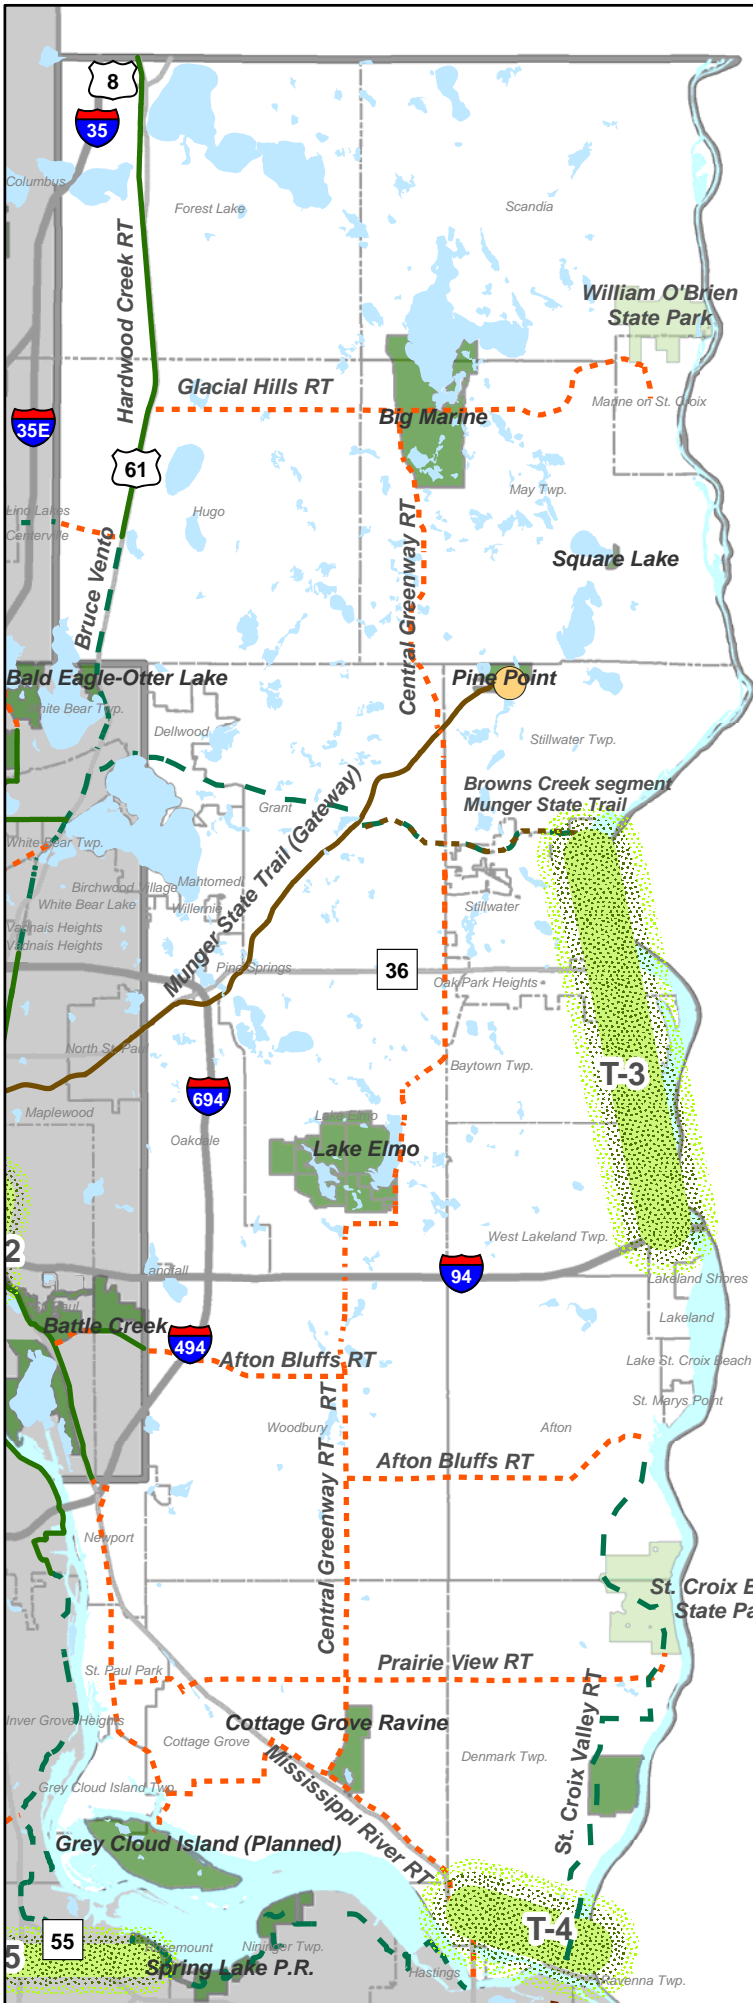 8
35
Columbus
Forest Lake
Scandia
Hardwood Creek RT
William O'Brien
State Park
Glacial Hills RT
Marine on St. Croix
Big Marine
35E
61
May Twp.
Lino Lakes
Hugo
Centerville
Bruce Vento
Central Greenway RT
Square Lake
Bald Eagle-Otter Lake
Pine Point
White Bear Twp.
Dellwood
Stillwater Twp.
Browns Creek segment
Munger State Trail
Grant
Munger State Trail (Gateway)
White Bear Twp.
Birchwood Village
Mahtomedi
White Bear Lake
Willernie
Stillwater
Vadnais Heights
Vadnais Heights
Pine Springs
36
Oak Park Heights
North St. Paul
Baytown Twp.
T-3
694
Maplewood
Lake Elmo
Oakdale
Lake Elmo
2
West Lakeland Twp.
Landfall
94
Lakeland Shores
St. Paul
Battle Creek
Lakeland
494
Afton Bluffs RT
Lake St. Croix Beach
RT
St. Marys Point
Woodbury
Afton
Central Greenway RT
Afton Bluffs RT
Newport
St. Croix B
State Pa
Prairie View RT
St. Paul Park
St. Croix Valley RT
Inver Grove Heights
Cottage Grove Ravine
Cottage Grove
Denmark Twp.
Mississippi River RT
Grey Cloud Island Twp.
Grey Cloud Island (Planned)
T-4
55
5
Rosemount
Nininger Twp.
Spring Lake P.R.
Hastings
Ravenna Twp.